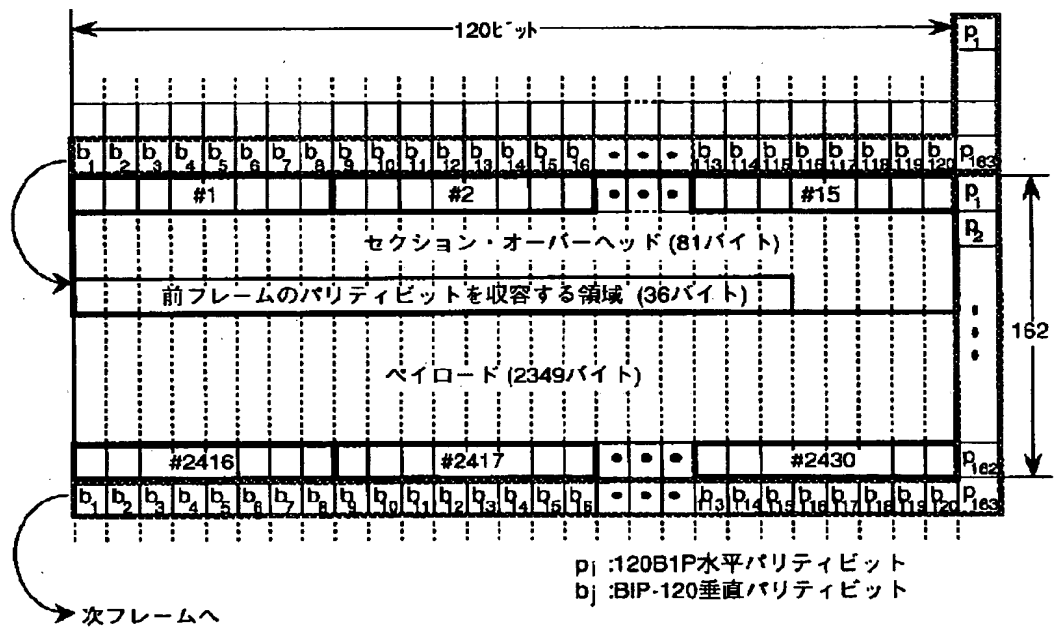 120ビット p1
b1 b2 b3 b4 b5 b6 b7 b8 b9 b10 b11 b12 b13 b14 b15 b16 ••• b113 b114 b115 b116 b117 b118 b119 b120 p163
#1 #2 ••• #15 p1
セクション・オーバーヘッド (81バイト) p2
前フレームのパリティビットを収容する領域 (36バイト)
162
ペイロード (2349バイト)
#2416 #2417 ••• #2430 p162
b1 b2 b3 b4 b5 b6 b7 b8 b9 b10 b11 b12 b13 b14 b15 b16 ••• b113 b114 b115 b116 b117 b118 b119 b120 p163
pj :120B1P水平パリティビット
bj :BIP-120垂直パリティビット
次フレームへ